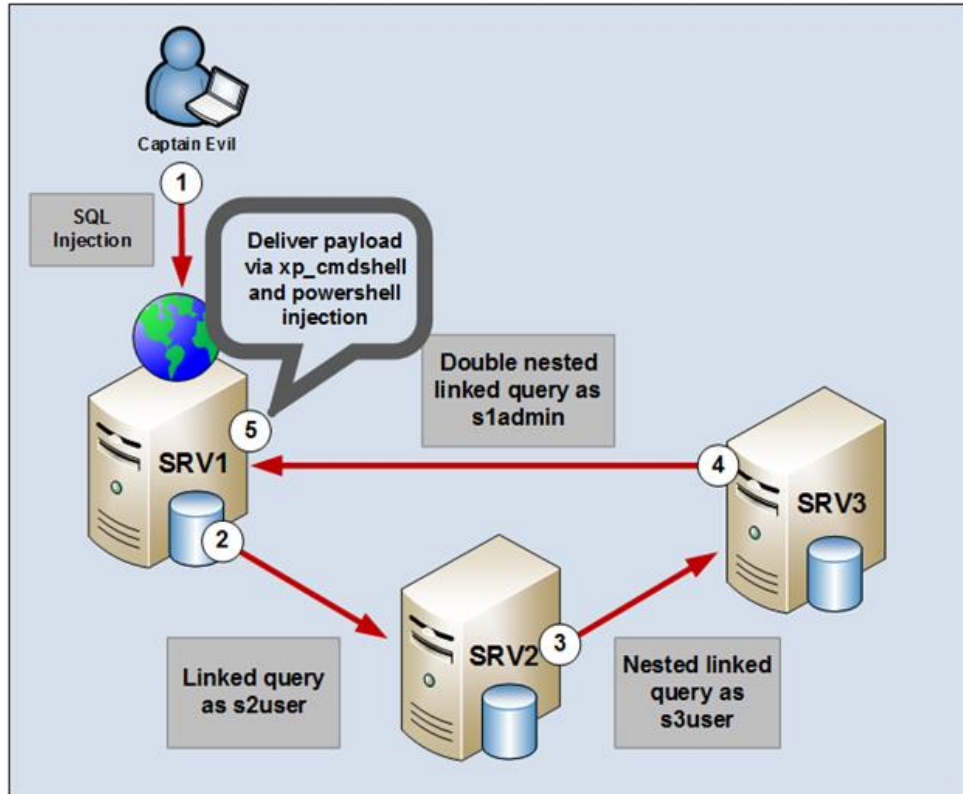 Captain Evil
1
SQL
Injection
Deliver payload
via xp_cmdshell
and powershell
injection
Double nested
linked query as
s1admin
5
SRV1
4
SRV3
2
3
SRV2
Linked query
as s2user
Nested linked
query as
s3user